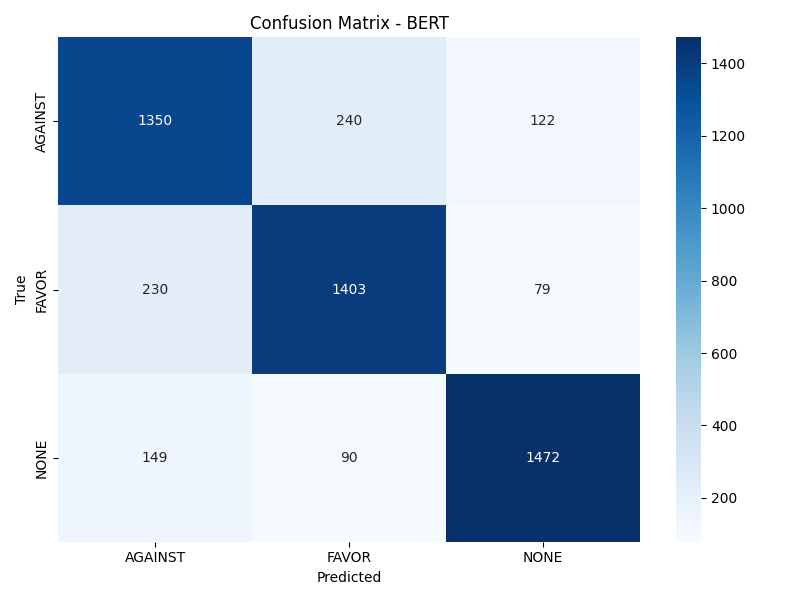 Confusion Matrix - BERT
AGAINST
1350
240
122
FAVOR
230
1403
79
NONE
149
90
1472
True
AGAINST
FAVOR
NONE
Predicted
1400
1200
1000
800
600
400
200